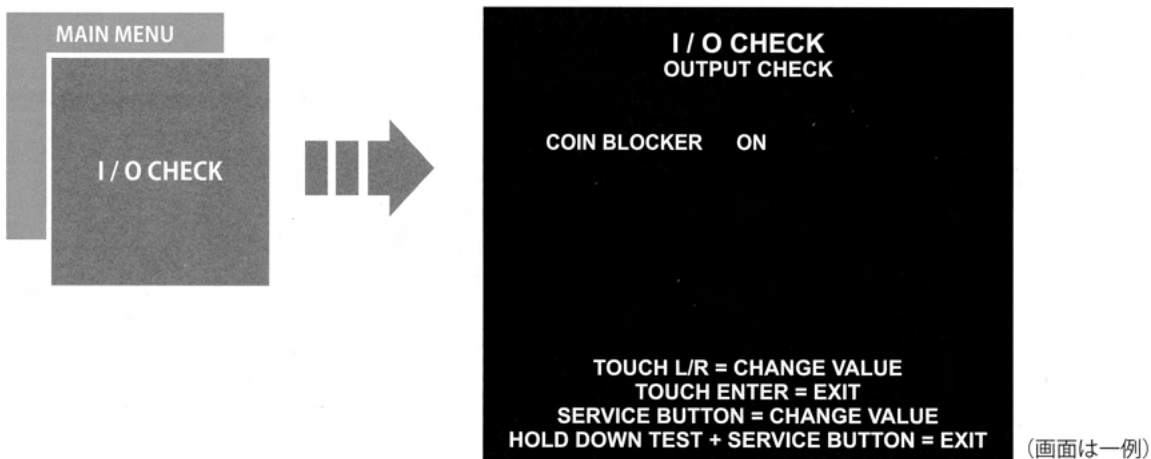 MAIN MENU
I / O CHECK
I / O CHECK
OUTPUT CHECK
COIN BLOCKER ON
TOUCH L/R = CHANGE VALUE
TOUCH ENTER = EXIT
SERVICE BUTTON = CHANGE VALUE
HOLD DOWN TEST + SERVICE BUTTON = EXIT
(画面は一例)